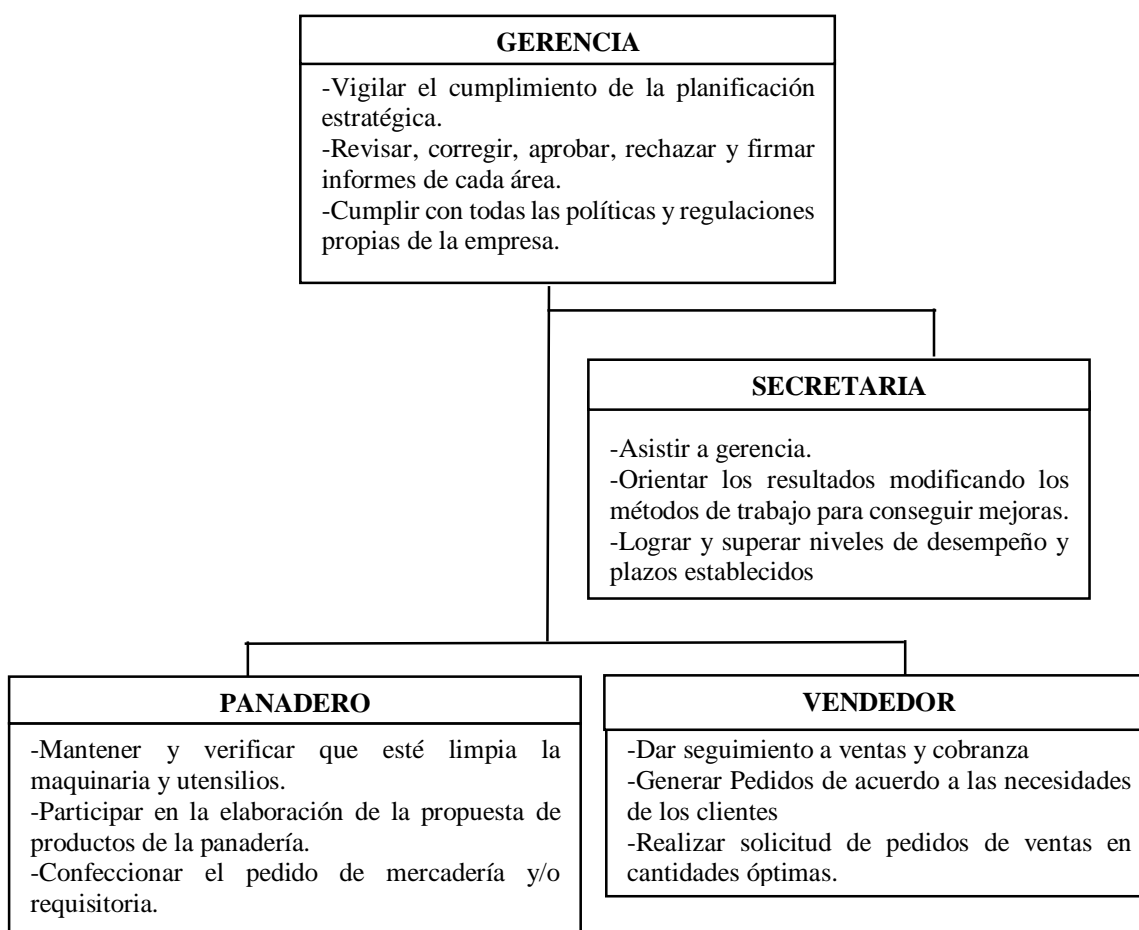 GERENCIA
-Vigilar el cumplimiento de la planificación
estratégica.
-Revisar, corregir, aprobar, rechazar y firmar
informes de cada área.
-Cumplir con todas las políticas y regulaciones
propias de la empresa.
SECRETARIA
-Asistir a gerencia.
-Orientar los resultados modificando los
métodos de trabajo para conseguir mejoras.
-Lograr y superar niveles de desempeño y
plazos establecidos
PANADERO
-Mantener y verificar que esté limpia la
maquinaria y utensilios.
-Participar en la elaboración de la propuesta de
productos de la panadería.
-Confeccionar el pedido de mercadería y/o
requisitoria.
VENDEDOR
-Dar seguimiento a ventas y cobranza
-Generar Pedidos de acuerdo a las necesidades
de los clientes
-Realizar solicitud de pedidos de ventas en
cantidades óptimas.